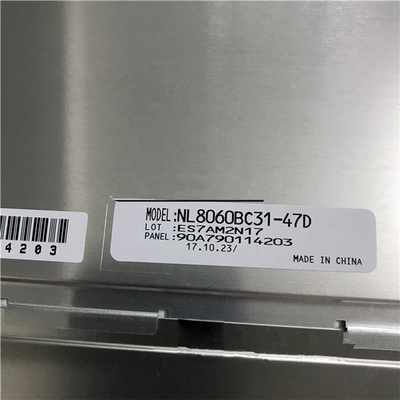 MODEL:NL8060BC31-47D
LOT :ES7AM2N17
PANEL:90A790114203
17.10.23/
MADE IN CHINA
4203